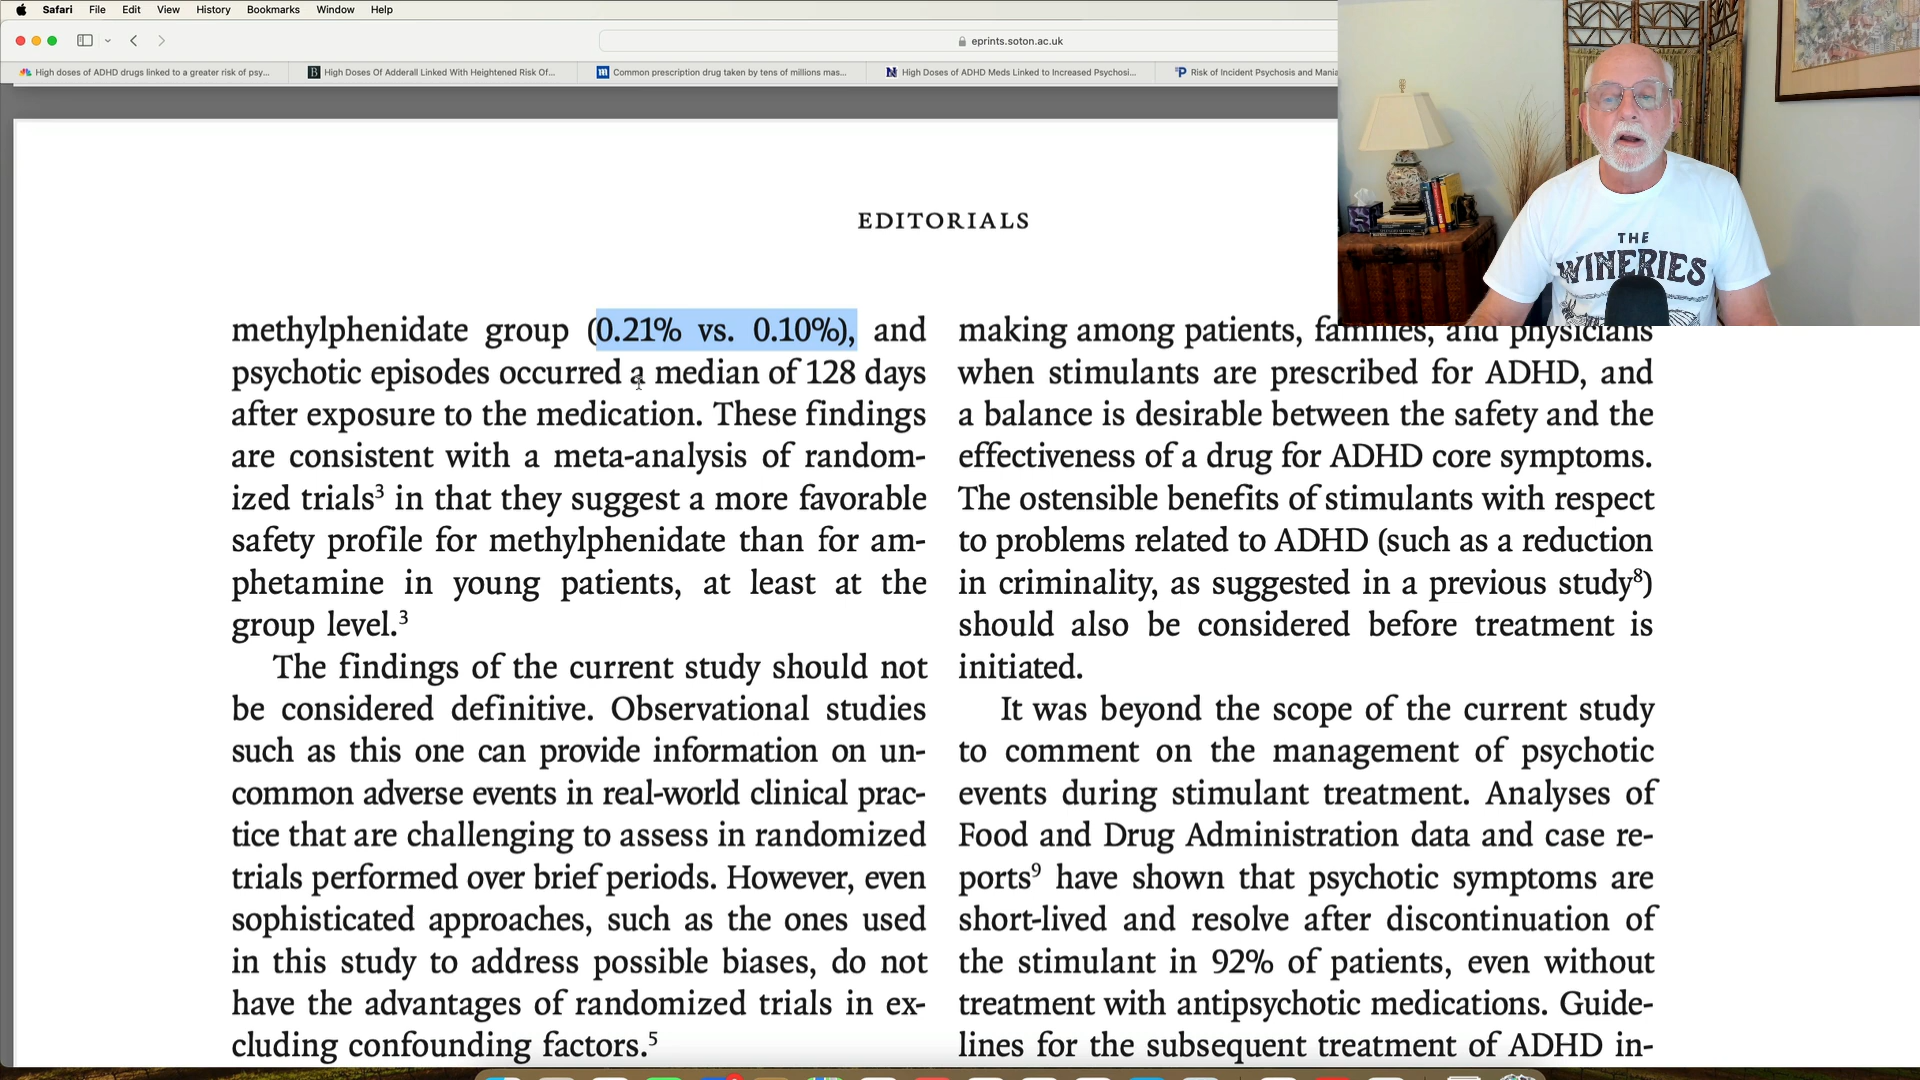 Safari File Edit View History Bookmarks Window Help
eprints.soton.ac.uk
High doses of ADHD drugs linked to a greater risk of psy...
High Doses Of Adderall Linked With Heightened Risk Of...
Common prescription drug taken by tens of millions mas...
High Doses of ADHD Meds Linked to Increased Psychosi...
Risk of Incident Psychosis and Mania
EDITORIALS
methylphenidate group (0.21% vs. 0.10%), and
psychotic episodes occurred a median of 128 days
after exposure to the medication. These findings
are consistent with a meta-analysis of random-
ized trials3 in that they suggest a more favorable
safety profile for methylphenidate than for am-
phetamine in young patients, at least at the
group level.3
The findings of the current study should not
be considered definitive. Observational studies
such as this one can provide information on un-
common adverse events in real-world clinical prac-
tice that are challenging to assess in randomized
trials performed over brief periods. However, even
sophisticated approaches, such as the ones used
in this study to address possible biases, do not
have the advantages of randomized trials in ex-
cluding confounding factors.5
making among patients, families, and physicians
when stimulants are prescribed for ADHD, and
a balance is desirable between the safety and the
effectiveness of a drug for ADHD core symptoms.
The ostensible benefits of stimulants with respect
to problems related to ADHD (such as a reduction
in criminality, as suggested in a previous study8)
should also be considered before treatment is
initiated.
It was beyond the scope of the current study
to comment on the management of psychotic
events during stimulant treatment. Analyses of
Food and Drug Administration data and case re-
ports9 have shown that psychotic symptoms are
short-lived and resolve after discontinuation of
the stimulant in 92% of patients, even without
treatment with antipsychotic medications. Guide-
lines for the subsequent treatment of ADHD in-
THE
WINERIES